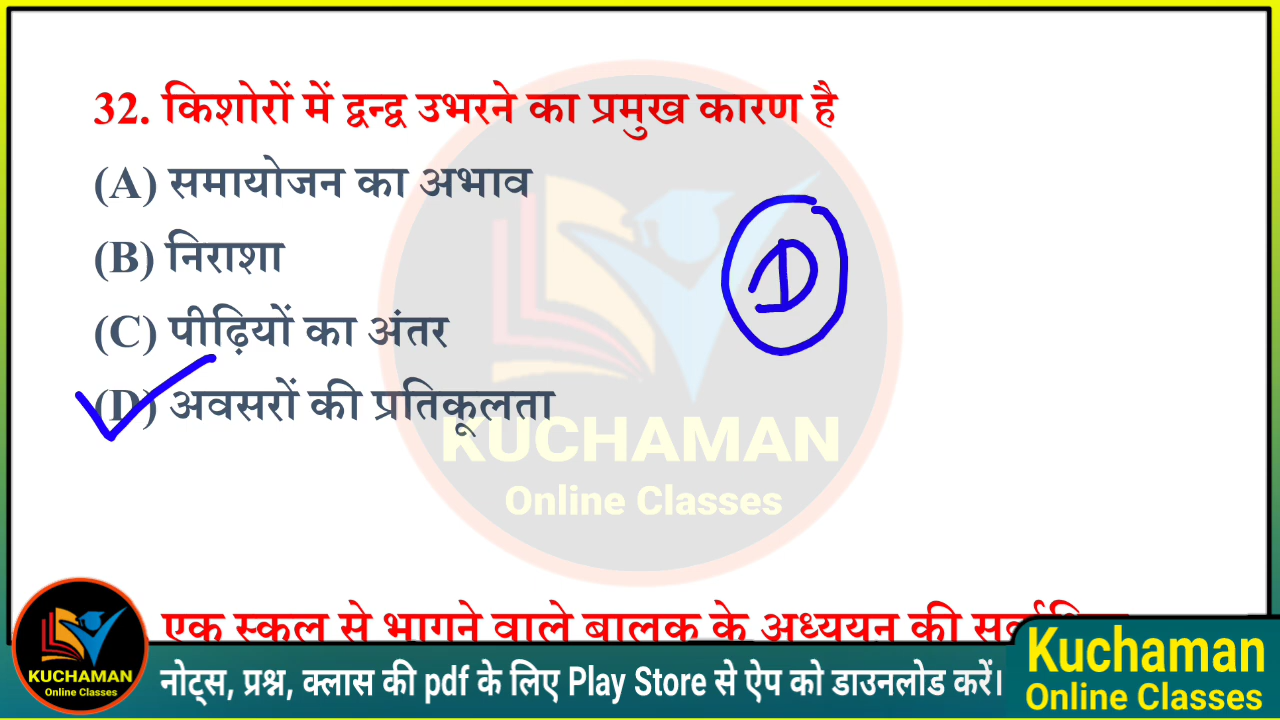 32. किशोरों में द्वन्द्व उभरने का प्रमुख कारण है
(A) समायोजन का अभाव
(B) निराशा
(C) पीढ़ियों का अंतर
(D) अवसरों की प्रतिकूलता
D
KUCHAMAN
Online Classes
एक स्कूल से भागने वाले बालक के अध्ययन की
KUCHAMAN
Online Classes
नोट्स, प्रश्न, क्लास की pdf के लिए Play Store से ऐप को डाउनलोड करें।
Kuchaman
Online Classes